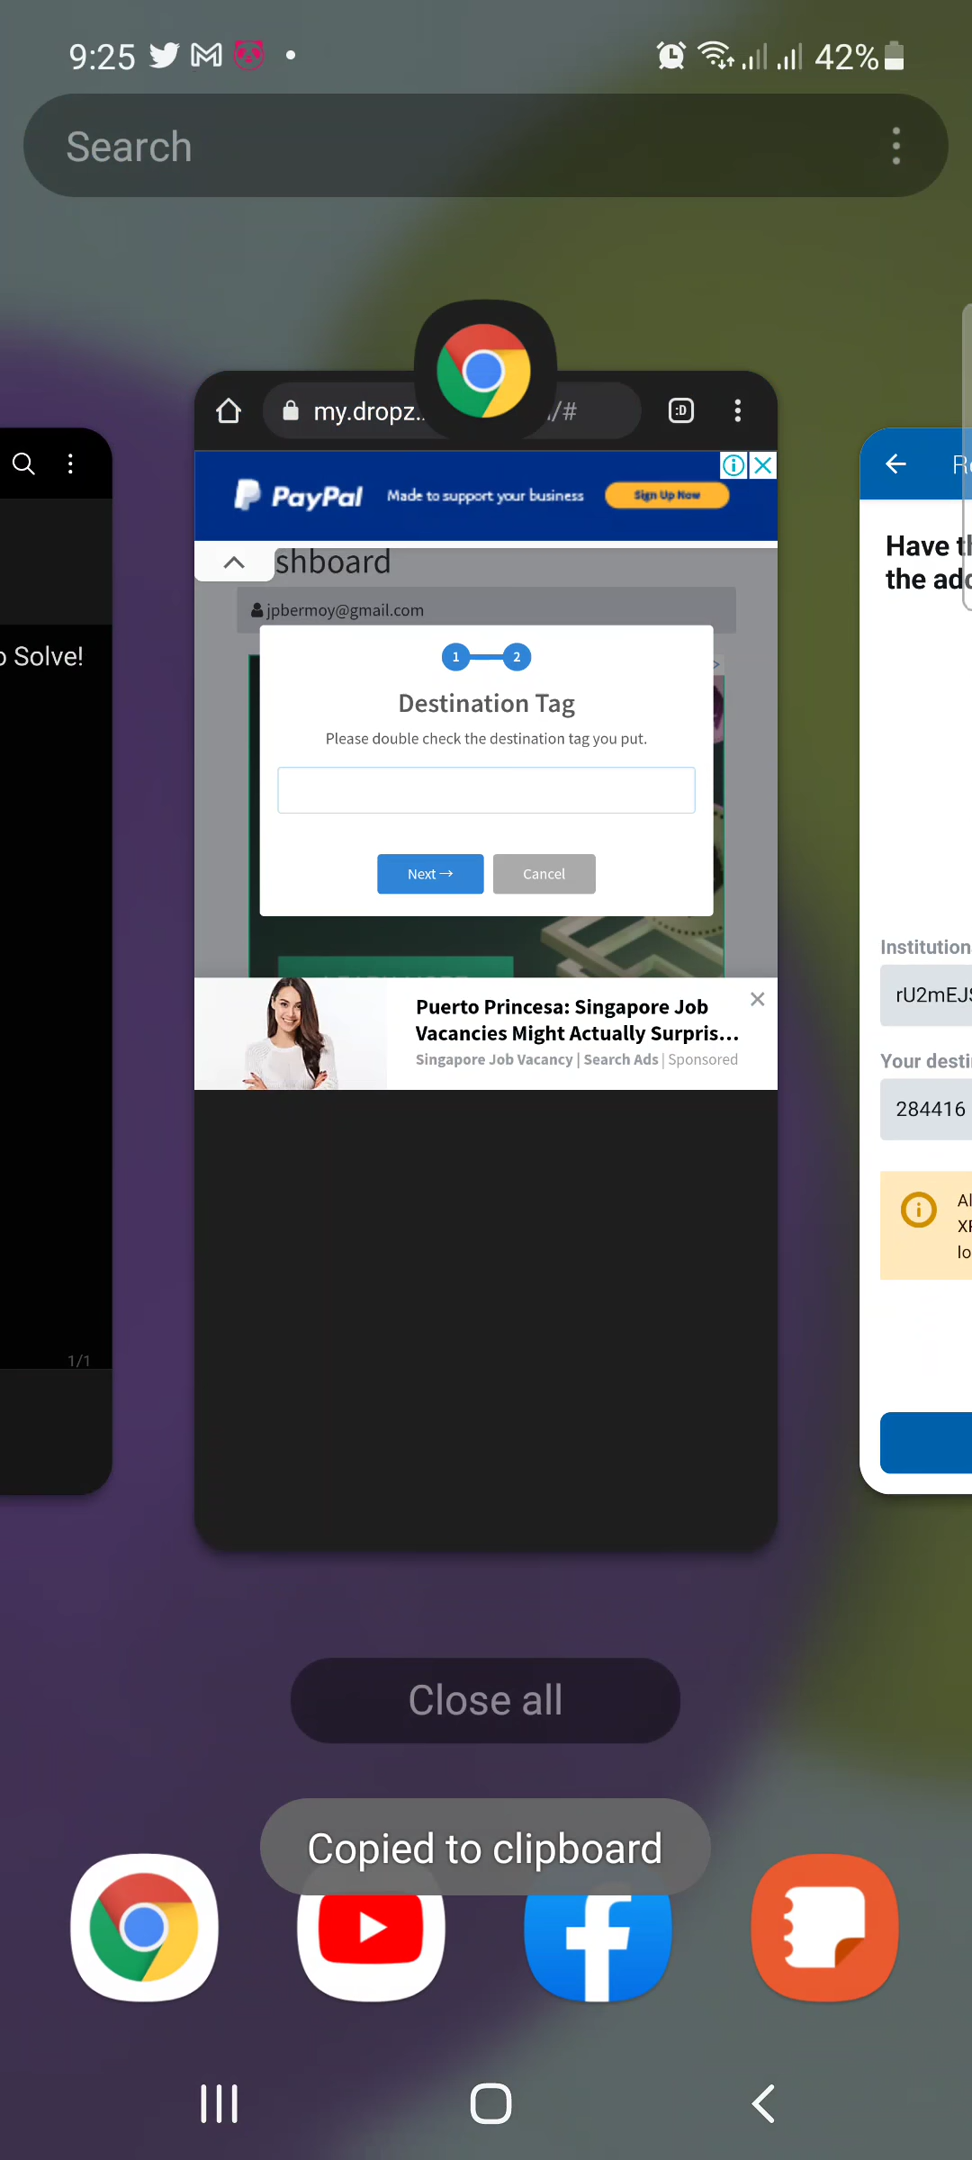 9:25
42%
Search
my.dropz.
/#
:D
PayPal Made to support your business Sign Up Now
shboard
jpbermoy@gmail.com
1 2
Destination Tag
Please double check the destination tag you put.
Next →
Cancel
Puerto Princesa: Singapore Job
Vacancies Might Actually Surpris...
Singapore Job Vacancy | Search Ads | Sponsored
o Solve!
1/1
Have t
the ad
Institution
rU2mEJ
Your desti
284416
Al
XR
lo
Close all
Copied to clipboard